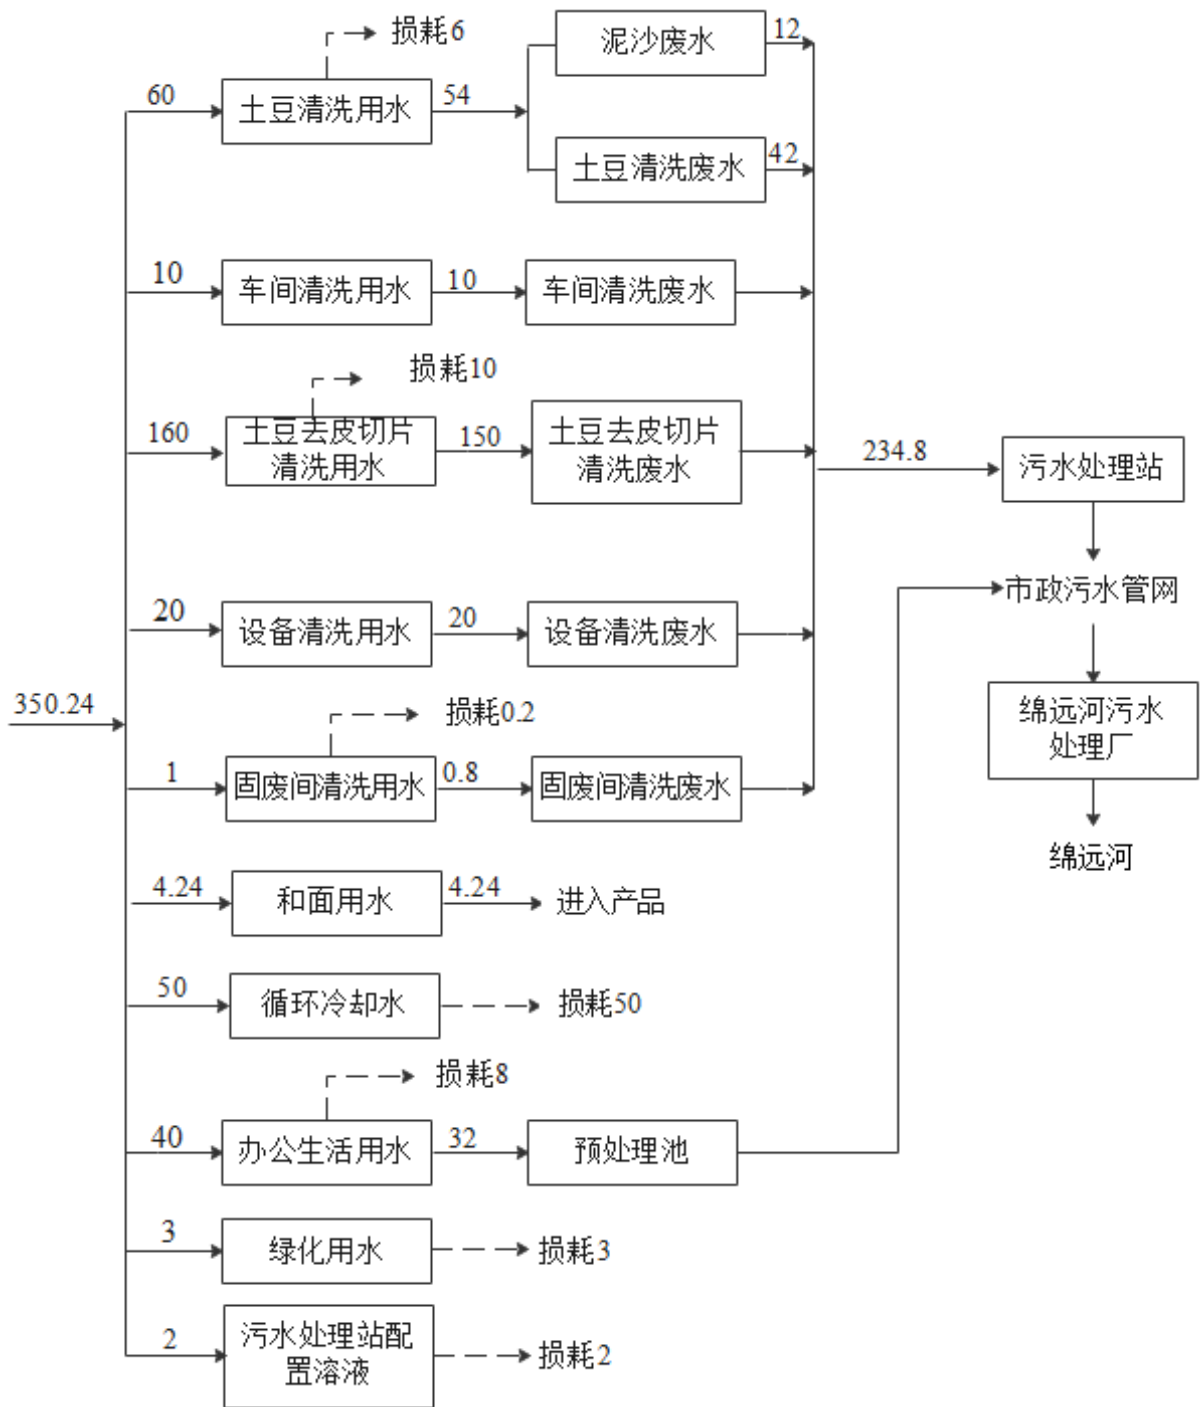 损耗6
泥沙废水
12
60
土豆清洗用水
54
土豆清洗废水
42
10
车间清洗用水
10
车间清洗废水
损耗10
160
土豆去皮切片
清洗用水
150
土豆去皮切片
清洗废水
234.8
污水处理站
市政污水管网
20
设备清洗用水
20
设备清洗废水
350.24
损耗0.2
绵远河污水
处理厂
1
固废间清洗用水
0.8
固废间清洗废水
绵远河
4.24
和面用水
4.24
进入产品
50
循环冷却水
损耗50
损耗8
40
办公生活用水
32
预处理池
3
绿化用水
损耗3
2
污水处理站配
置溶液
损耗2